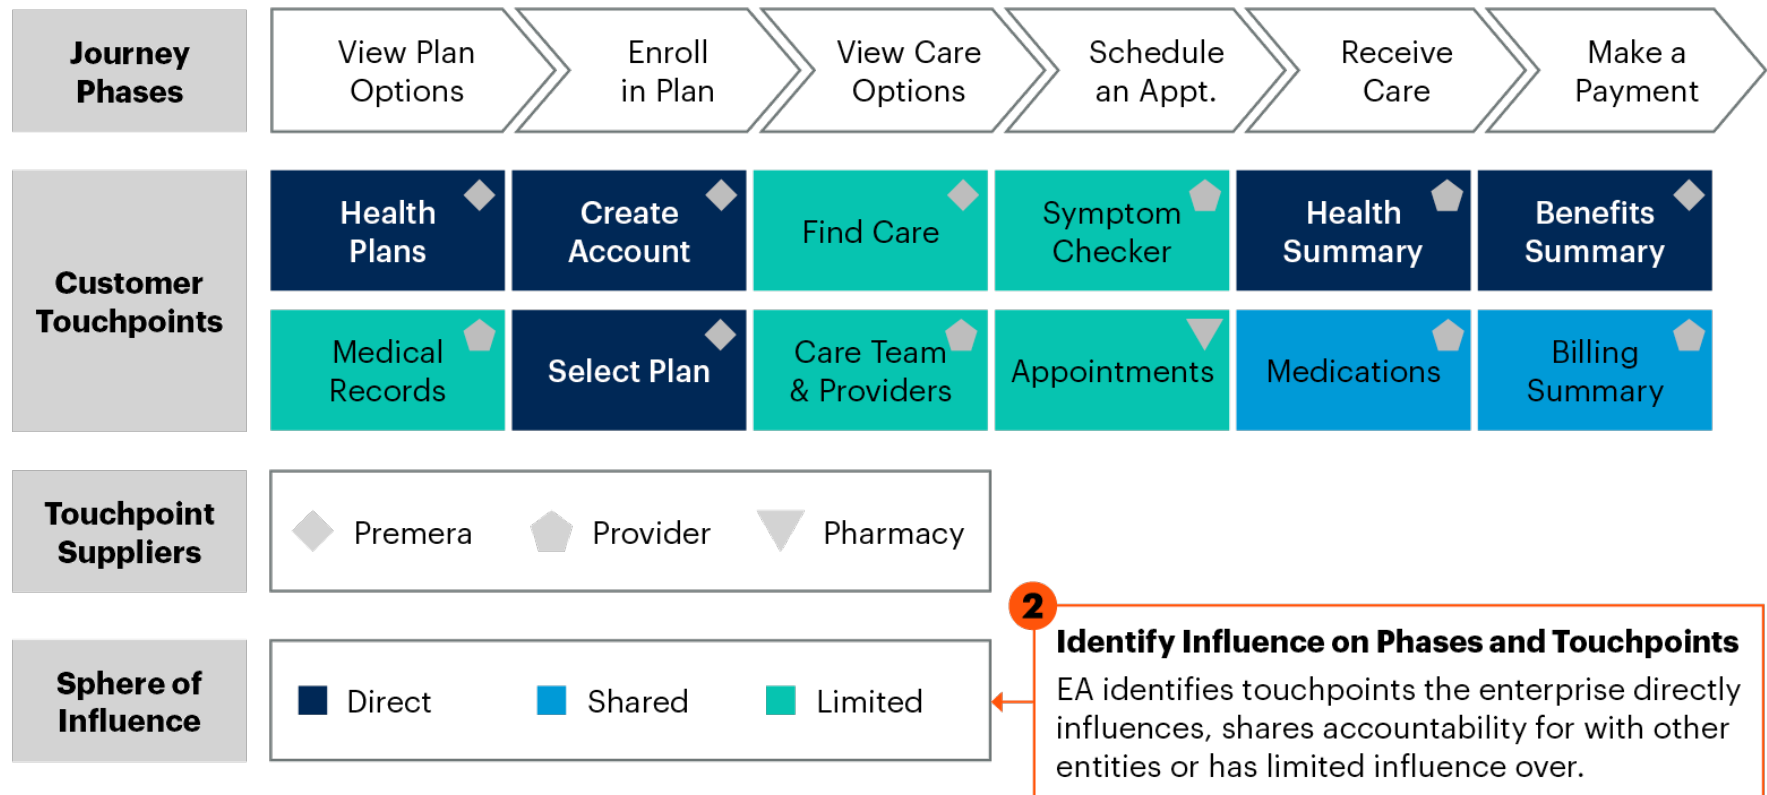 Journey
Phases
View Plan
Options
Enroll
in Plan
View Care
Options
Schedule
an Appt.
Receive
Care
Make a
Payment
Customer
Touchpoints
Health
Plans
Create
Account
Find Care
Symptom
Checker
Health
Summary
Benefits
Summary
Medical
Records
Select Plan
Care Team
& Providers
Appointments
Medications
Billing
Summary
Touchpoint
Suppliers
Premera
Provider
Pharmacy
Sphere of
Influence
Direct
Shared
Limited
2
Identify Influence on Phases and Touchpoints
EA identifies touchpoints the enterprise directly
influences, shares accountability for with other
entities or has limited influence over.